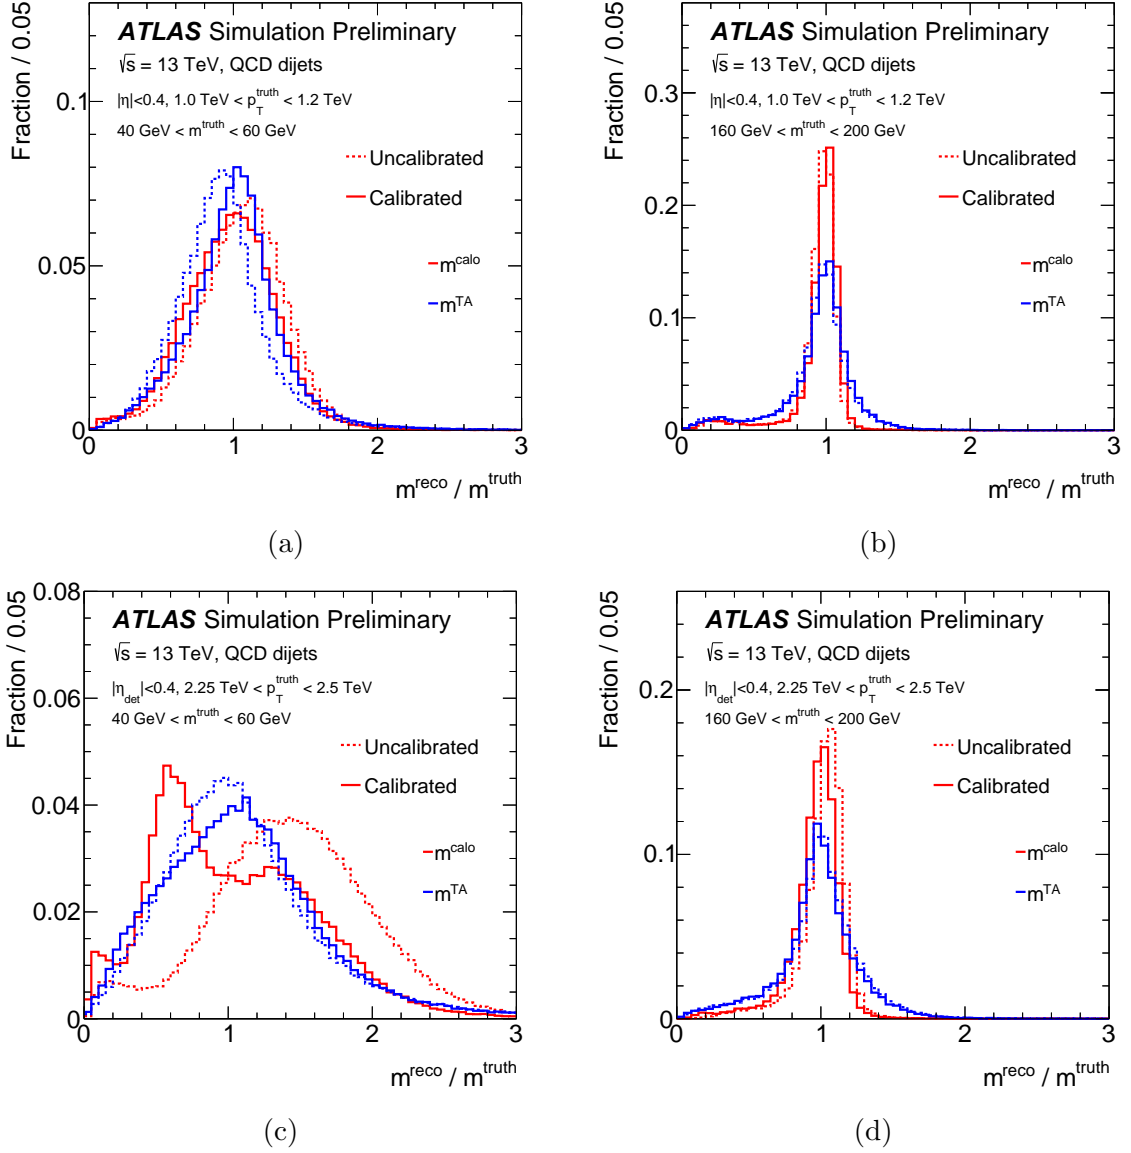 ATLAS Simulation Preliminary
√s = 13 TeV, QCD dijets
|η|<0.4, 1.0 TeV < p_T^truth < 1.2 TeV
40 GeV < m^truth < 60 GeV
Uncalibrated
Calibrated
m^calo
m^TA
Fraction / 0.05
0.1
0.05
0
0 1 2 3
m^reco / m^truth
(a)
ATLAS Simulation Preliminary
√s = 13 TeV, QCD dijets
|η|<0.4, 1.0 TeV < p_T^truth < 1.2 TeV
160 GeV < m^truth < 200 GeV
Uncalibrated
Calibrated
m^calo
m^TA
Fraction / 0.05
0.3
0.2
0.1
0
0 1 2 3
m^reco / m^truth
(b)
ATLAS Simulation Preliminary
√s = 13 TeV, QCD dijets
|η_det|<0.4, 2.25 TeV < p_T^truth < 2.5 TeV
40 GeV < m^truth < 60 GeV
Uncalibrated
Calibrated
m^calo
m^TA
Fraction / 0.05
0.08
0.06
0.04
0.02
0
0 1 2 3
m^reco / m^truth
(c)
ATLAS Simulation Preliminary
√s = 13 TeV, QCD dijets
|η_det|<0.4, 2.25 TeV < p_T^truth < 2.5 TeV
160 GeV < m^truth < 200 GeV
Uncalibrated
Calibrated
m^calo
m^TA
Fraction / 0.05
0.2
0.1
0
0 1 2 3
m^reco / m^truth
(d)